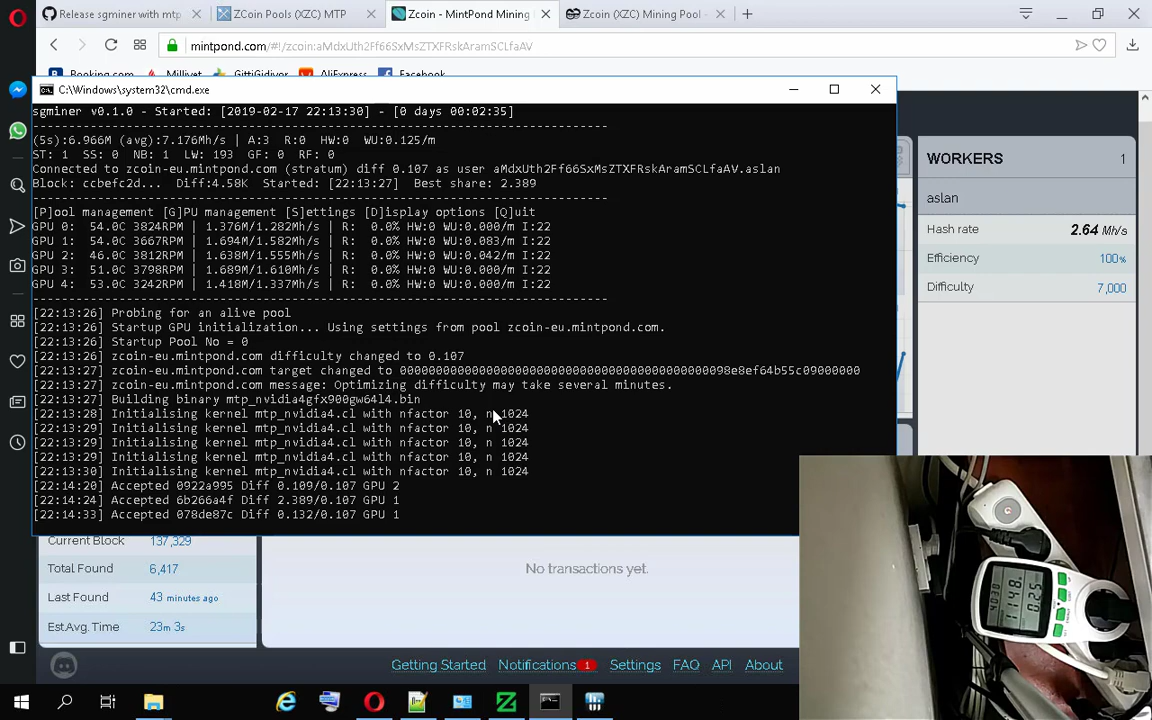 Release sgminer with mtp
ZCoin Pools (XZC) MTP
Zcoin - MintPond Mining
Zcoin (XZC) Mining Pool -
mintpond.com/#!/zcoin:aMdxUth2Ff66SxMsZTXFRskAramSCLfaAV
Booking.com
Milliyet
GittiGidiyor
AliExpress
Facebook
C:\Windows\system32\cmd.exe
sgminer v0.1.0 - Started: [2019-02-17 22:13:30] - [0 days 00:02:35]
--------------------------------------------------------------------------
(5s):6.966M (avg):7.176Mh/s | A:3 R:0 HW:0 WU:0.125/m
ST: 1 SS: 0 NB: 1 LW: 193 GF: 0 RF: 0
Connected to zcoin-eu.mintpond.com (stratum) diff 0.107 as user aMdxUth2Ff66SxMsZTXFRskAramSCLfaAV.aslan
Block: ccbefc2d... Diff:4.58K Started: [22:13:27] Best share: 2.389
--------------------------------------------------------------------------
[P]ool management [G]PU management [S]ettings [D]isplay options [Q]uit
GPU 0: 54.0C 3824RPM | 1.376M/1.282Mh/s | R: 0.0% HW:0 WU:0.000/m I:22
GPU 1: 54.0C 3667RPM | 1.694M/1.582Mh/s | R: 0.0% HW:0 WU:0.083/m I:22
GPU 2: 46.0C 3812RPM | 1.638M/1.555Mh/s | R: 0.0% HW:0 WU:0.042/m I:22
GPU 3: 51.0C 3798RPM | 1.689M/1.610Mh/s | R: 0.0% HW:0 WU:0.000/m I:22
GPU 4: 53.0C 3242RPM | 1.418M/1.337Mh/s | R: 0.0% HW:0 WU:0.000/m I:22
--------------------------------------------------------------------------
[22:13:26] Probing for an alive pool
[22:13:26] Startup GPU initialization... Using settings from pool zcoin-eu.mintpond.com.
[22:13:26] Startup Pool No = 0
[22:13:26] zcoin-eu.mintpond.com difficulty changed to 0.107
[22:13:27] zcoin-eu.mintpond.com target changed to 000000000000000000000000000000000000000000000000098e8ef64b55c09000000
[22:13:27] zcoin-eu.mintpond.com message: Optimizing difficulty may take several minutes.
[22:13:27] Building binary mtp_nvidia4gfx900gw64l4.bin
[22:13:28] Initialising kernel mtp_nvidia4.cl with nfactor 10, n 1024
[22:13:29] Initialising kernel mtp_nvidia4.cl with nfactor 10, n 1024
[22:13:29] Initialising kernel mtp_nvidia4.cl with nfactor 10, n 1024
[22:13:29] Initialising kernel mtp_nvidia4.cl with nfactor 10, n 1024
[22:13:30] Initialising kernel mtp_nvidia4.cl with nfactor 10, n 1024
[22:14:20] Accepted 0922a995 Diff 0.109/0.107 GPU 2
[22:14:24] Accepted 6b266a4f Diff 2.389/0.107 GPU 1
[22:14:33] Accepted 078de87c Diff 0.132/0.107 GPU 1
WORKERS 1
aslan
Hash rate 2.64 Mh/s
Efficiency 100%
Difficulty 7,000
Current Block 137,329
Total Found 6,417
Last Found 43 minutes ago
Est.Avg. Time 23m 3s
No transactions yet.
Getting Started Notifications 1 Settings FAQ API About
1148
025